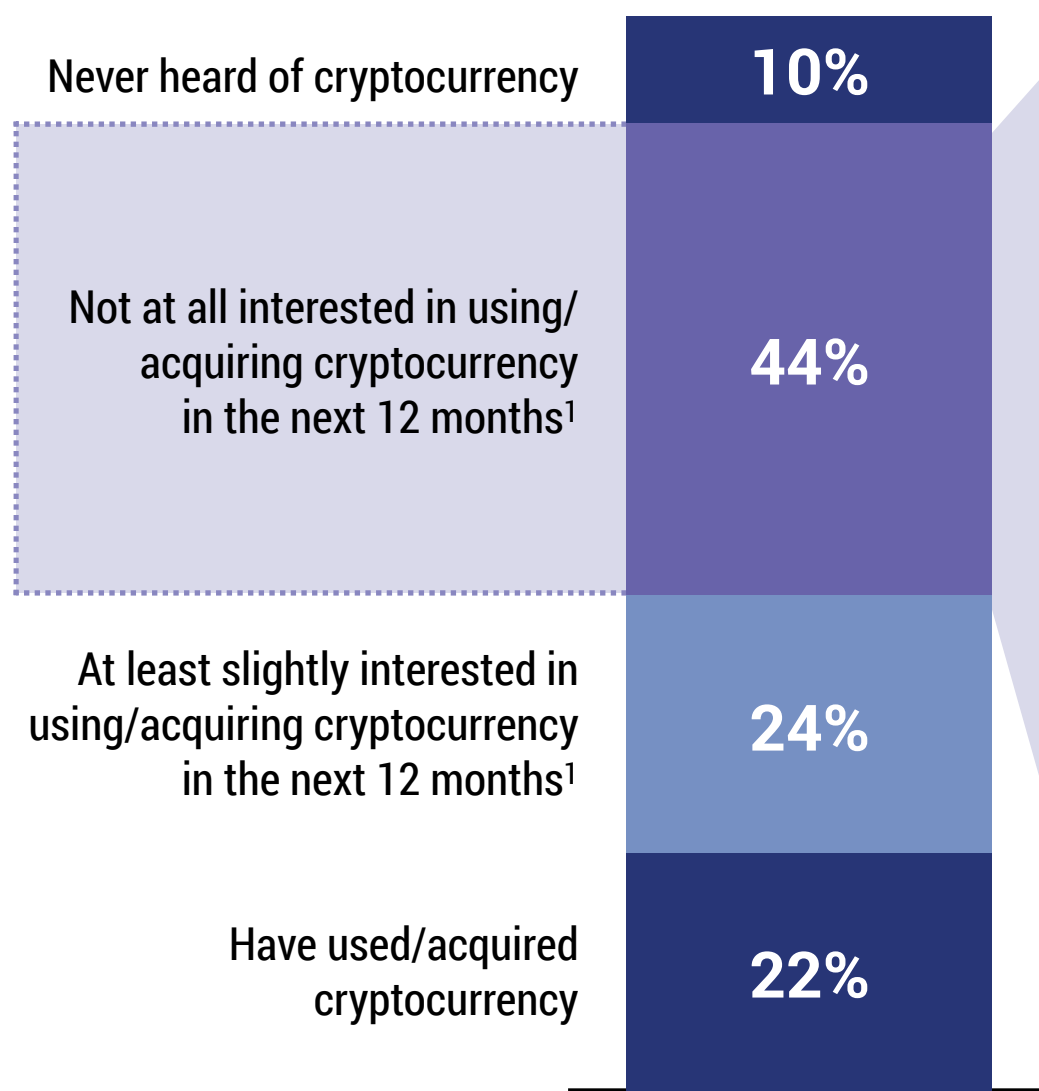 Never heard of cryptocurrency
10%
Not at all interested in using/
acquiring cryptocurrency
in the next 12 months¹
44%
At least slightly interested in
using/acquiring cryptocurrency
in the next 12 months¹
24%
Have used/acquired
cryptocurrency
22%